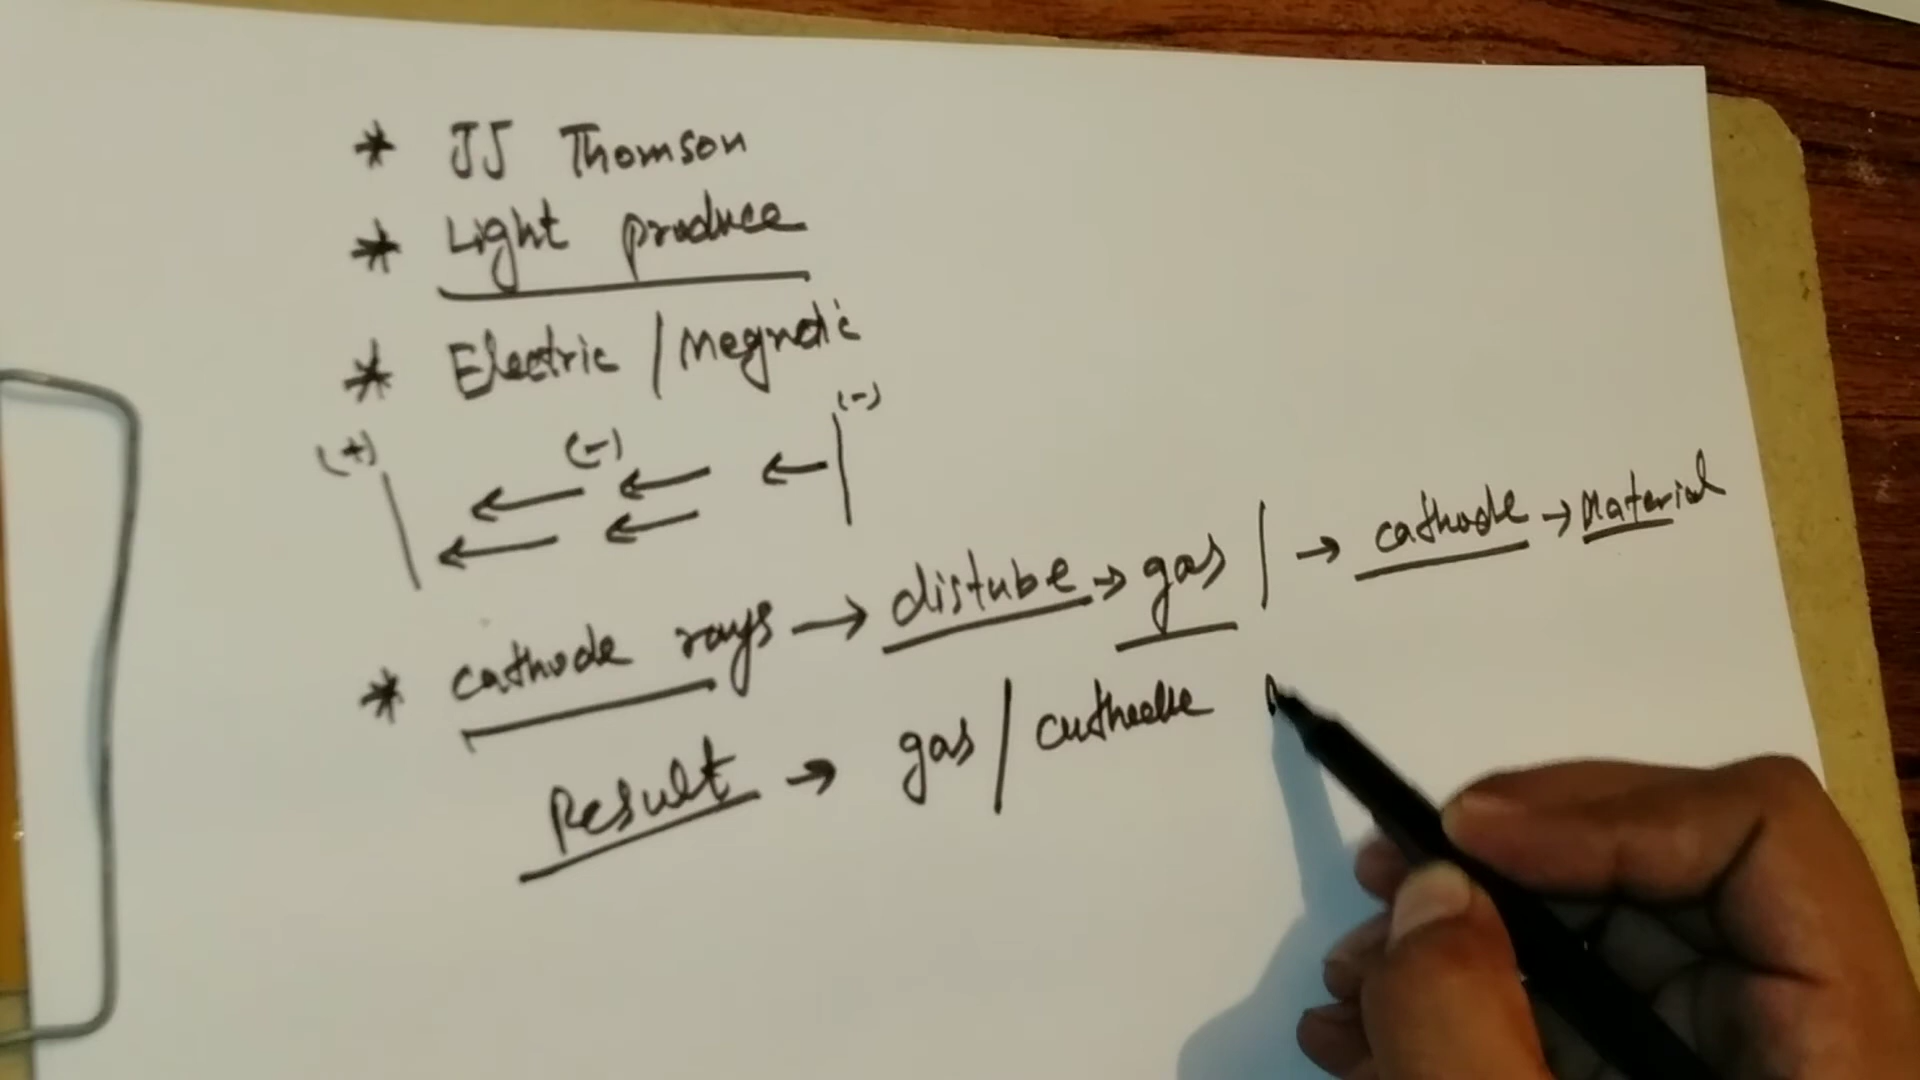 * JJ Thomson
* Light produce
* Electric / Megnetic
(+) (-) (-)
* cathode rays → distube → gas | → cathode → Material
Result → gas / cathode